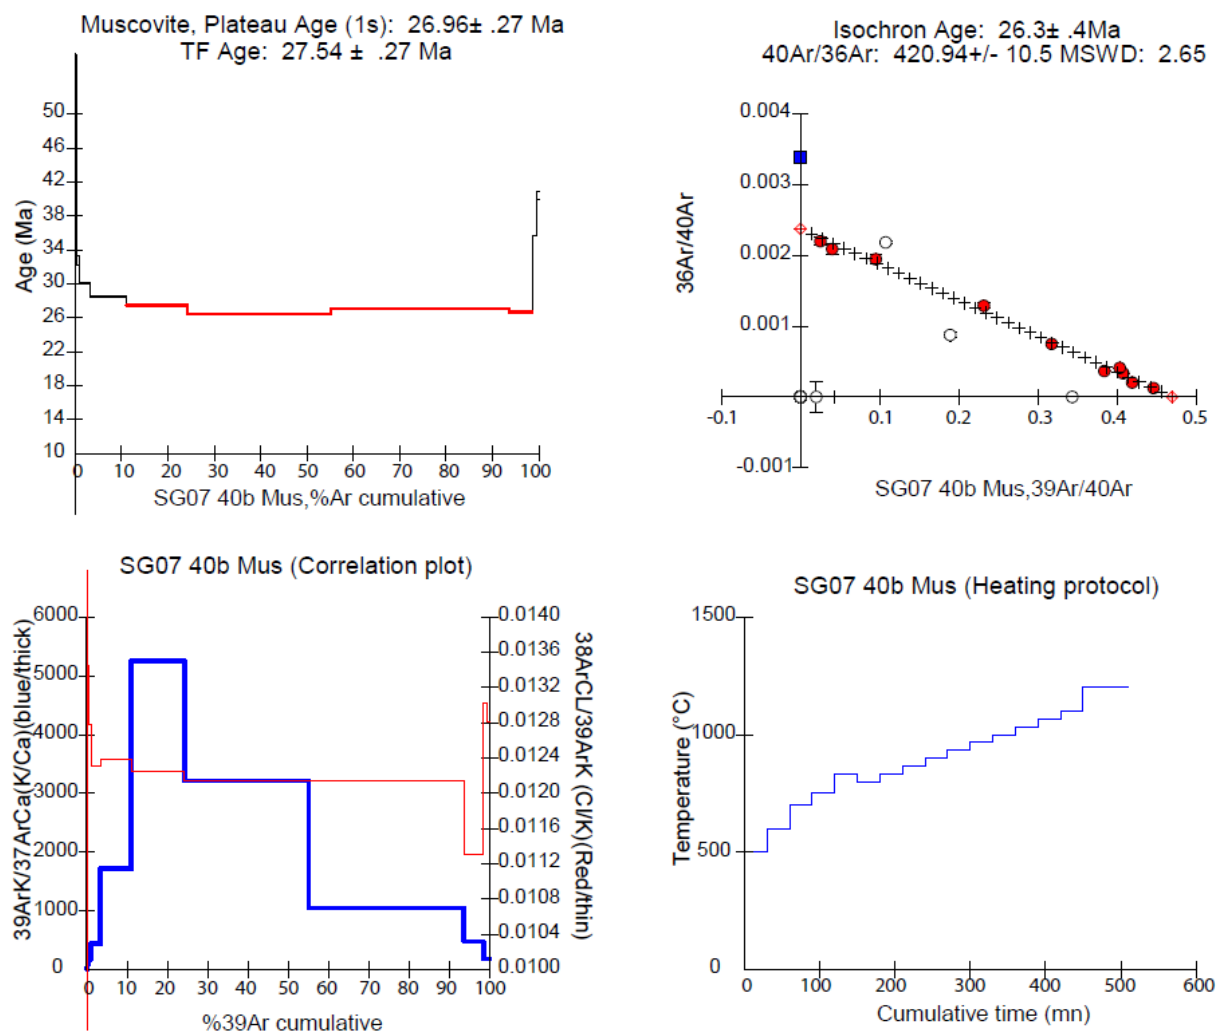 Muscovite, Plateau Age (1s): 26.96± .27 Ma
TF Age: 27.54 ± .27 Ma
Age (Ma)
50
46
42
38
34
30
26
22
18
14
10
0 10 20 30 40 50 60 70 80 90 100
SG07 40b Mus,%Ar cumulative
Isochron Age: 26.3± .4Ma
40Ar/36Ar: 420.94+/- 10.5 MSWD: 2.65
36Ar/40Ar
0.004
0.003
0.002
0.001
-0.001
-0.1 0.1 0.2 0.3 0.4 0.5
SG07 40b Mus,39Ar/40Ar
SG07 40b Mus (Correlation plot)
39ArK/37ArCa(K/Ca)(blue/thick)
6000
5000
4000
3000
2000
1000
0
0.0140
0.0136
0.0132
0.0128
0.0124
0.0120
0.0116
0.0112
0.0108
0.0104
0.0100
38ArCL/39ArK (Cl/K)(Red/thin)
0 10 20 30 40 50 60 70 80 90 100
%39Ar cumulative
SG07 40b Mus (Heating protocol)
Temperature (°C)
1500
1000
500
0
0 100 200 300 400 500 600
Cumulative time (mn)